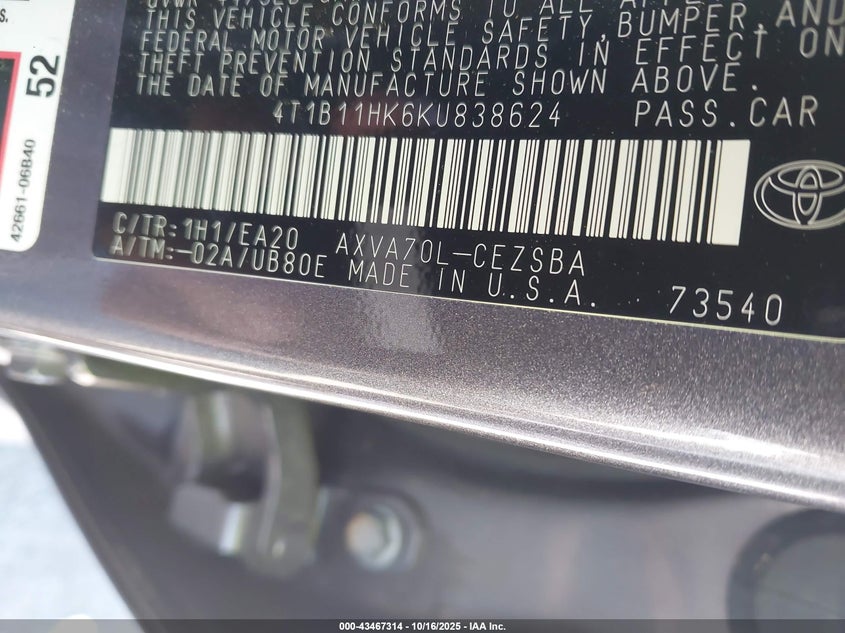 s.
52
42661-06B40
THIS VEHICLE CONFORMS TO ALL APPL
FEDERAL MOTOR VEHICLE SAFETY, BUMPER, AND
THEFT PREVENTION STANDARDS IN EFFECT ON
THE DATE OF MANUFACTURE SHOWN ABOVE.
4T1B11HK6KU838624 PASS.CAR
C/TR: 1H1/EA20 AXVA70L-CEZSBA
A/TM: -02A/UB80E MADE IN U.S.A. 73540
000-43467314 - 10/16/2025 - IAA Inc.